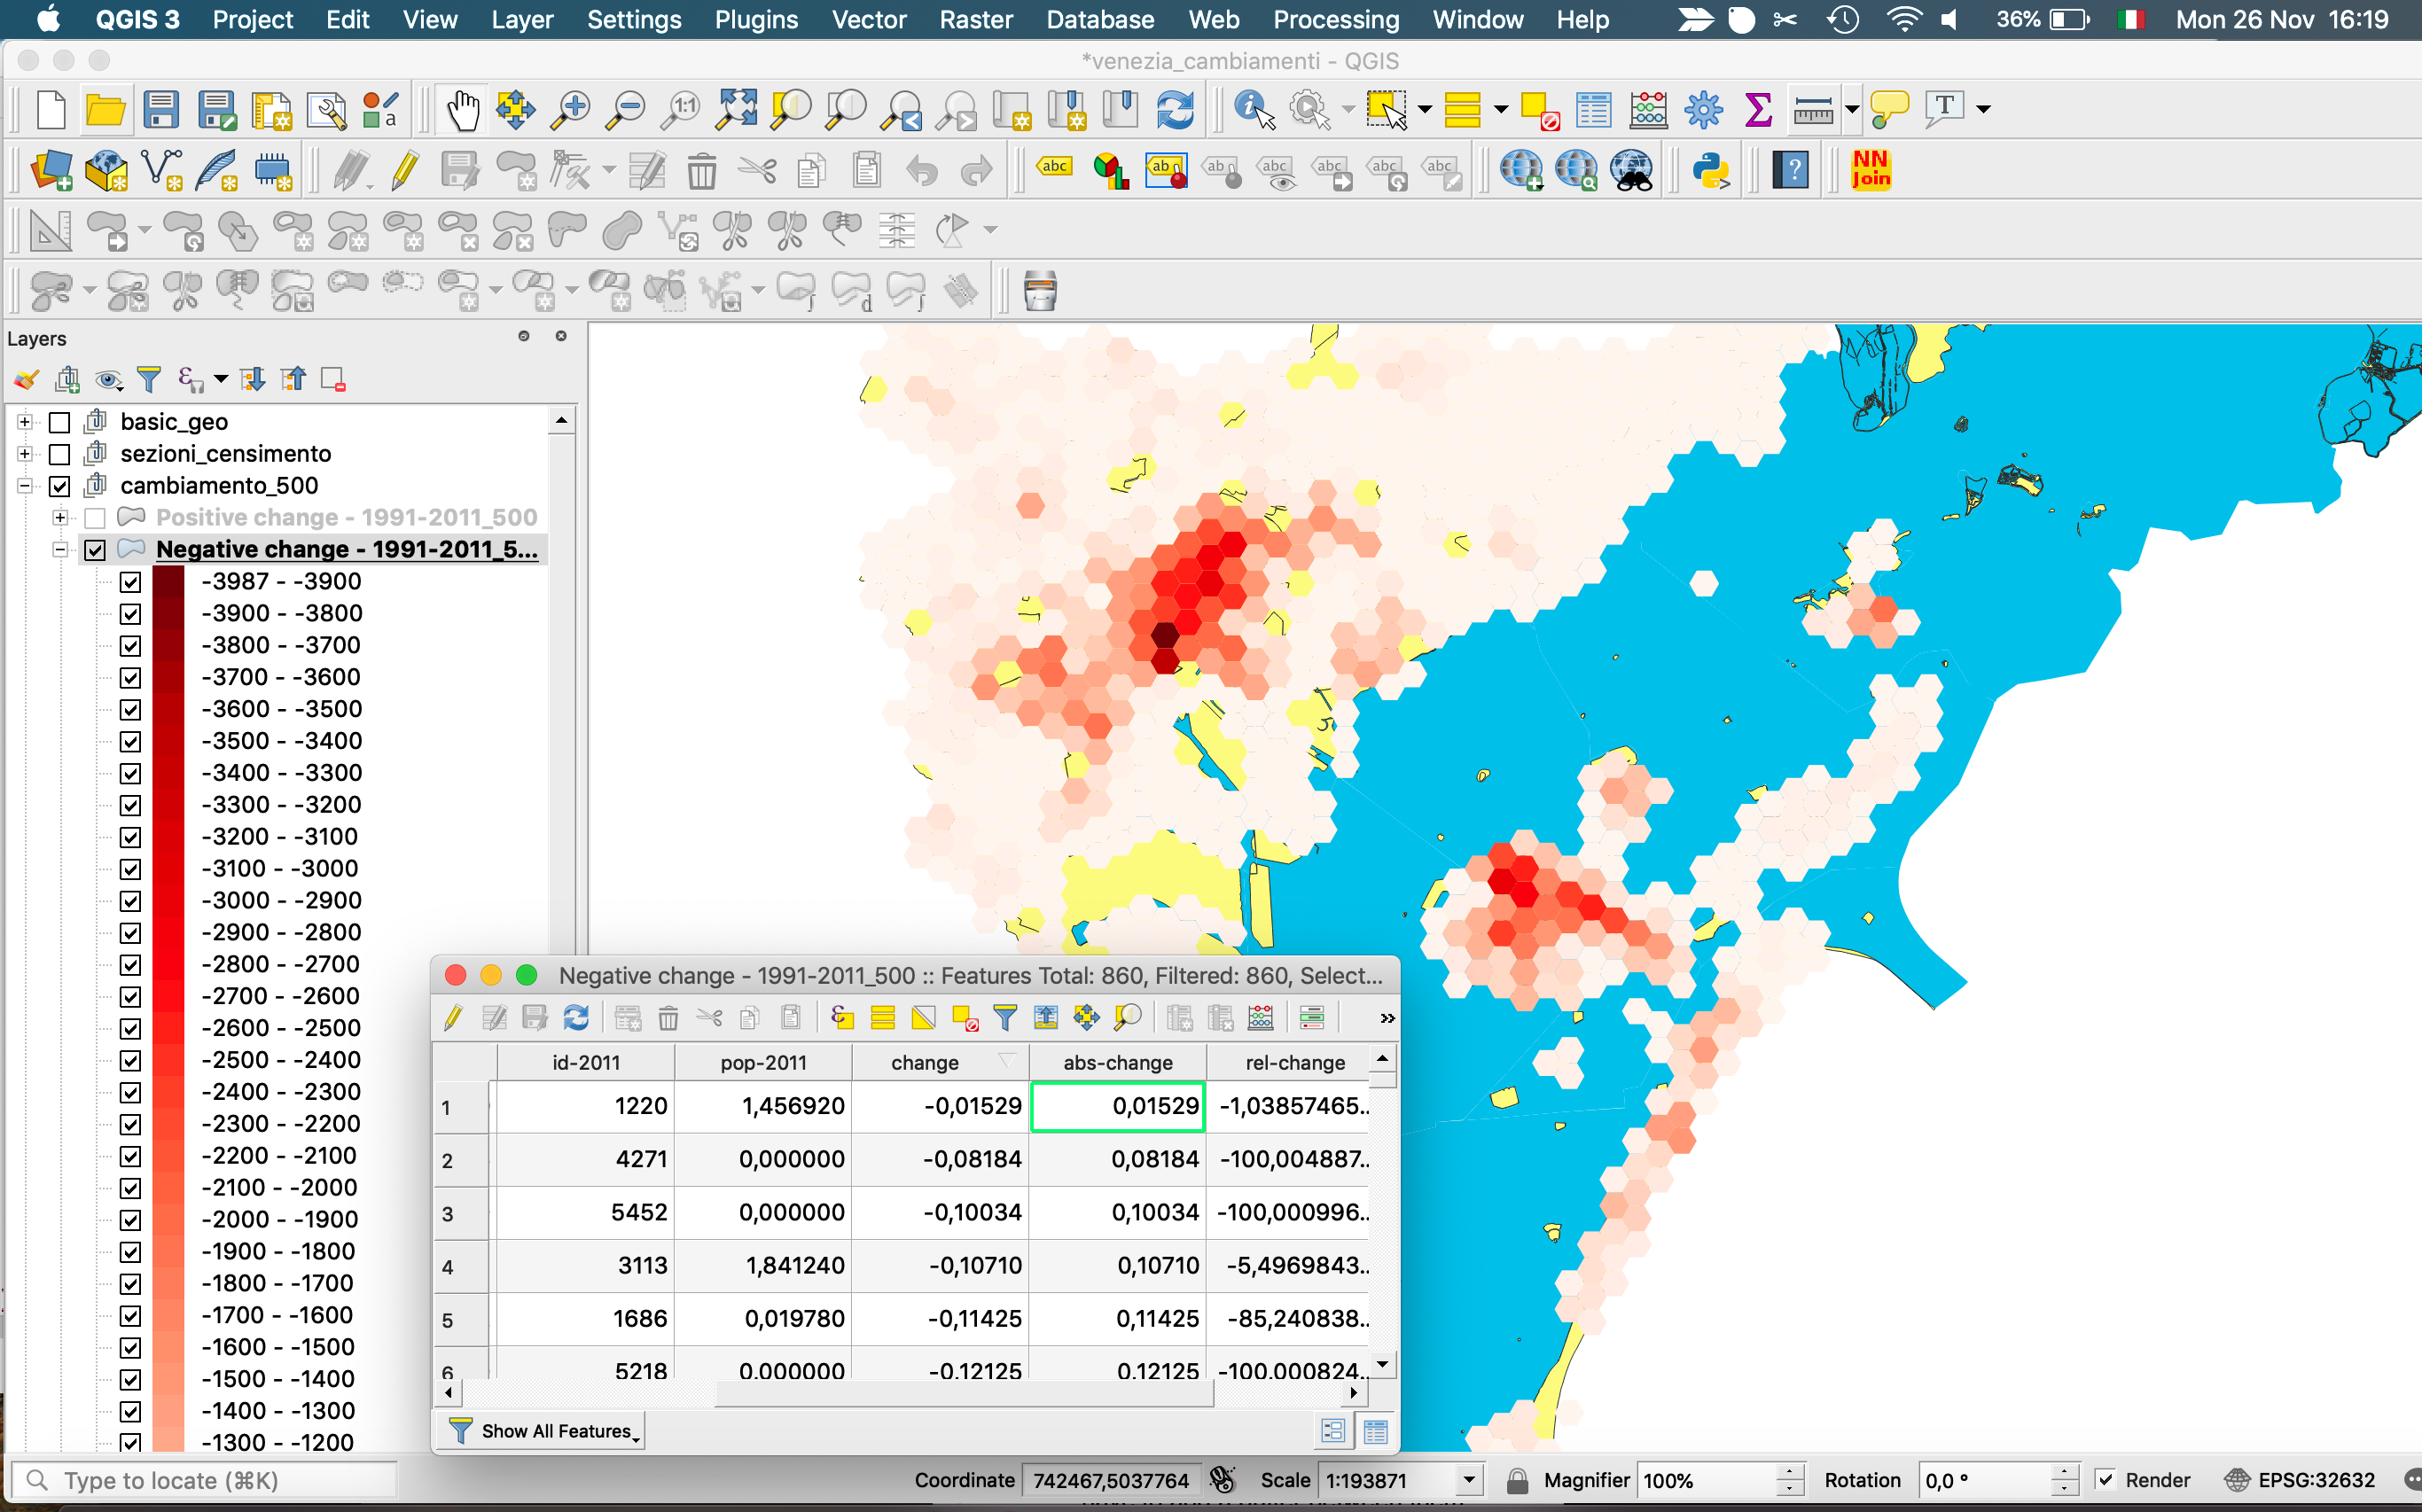 QGIS 3 Project Edit View Layer Settings Plugins Vector Raster Database Web Processing Window Help 36% Mon 26 Nov 16:19
*venezia_cambiamenti - QGIS
1:1 a T
abc ab abc abc abc abc NN Join
Layers
basic_geo
sezioni_censimento
cambiamento_500
Positive change - 1991-2011_500
Negative change - 1991-2011_5...
-3987 - -3900
-3900 - -3800
-3800 - -3700
-3700 - -3600
-3600 - -3500
-3500 - -3400
-3400 - -3300
-3300 - -3200
-3200 - -3100
-3100 - -3000
-3000 - -2900
-2900 - -2800
-2800 - -2700
-2700 - -2600
-2600 - -2500
-2500 - -2400
-2400 - -2300
-2300 - -2200
-2200 - -2100
-2100 - -2000
-2000 - -1900
-1900 - -1800
-1800 - -1700
-1700 - -1600
-1600 - -1500
-1500 - -1400
-1400 - -1300
-1300 - -1200
Negative change - 1991-2011_500 :: Features Total: 860, Filtered: 860, Select...
id-2011 pop-2011 change abs-change rel-change
1 1220 1,456920 -0,01529 0,01529 -1,03857465..
2 4271 0,000000 -0,08184 0,08184 -100,004887..
3 5452 0,000000 -0,10034 0,10034 -100,000996..
4 3113 1,841240 -0,10710 0,10710 -5,4969843..
5 1686 0,019780 -0,11425 0,11425 -85,240838..
6 5218 0,000000 -0,12125 0,12125 -100,000824..
Show All Features
Type to locate (⌘K) Coordinate 742467,5037764 Scale 1:193871 Magnifier 100% Rotation 0,0 ° Render EPSG:32632